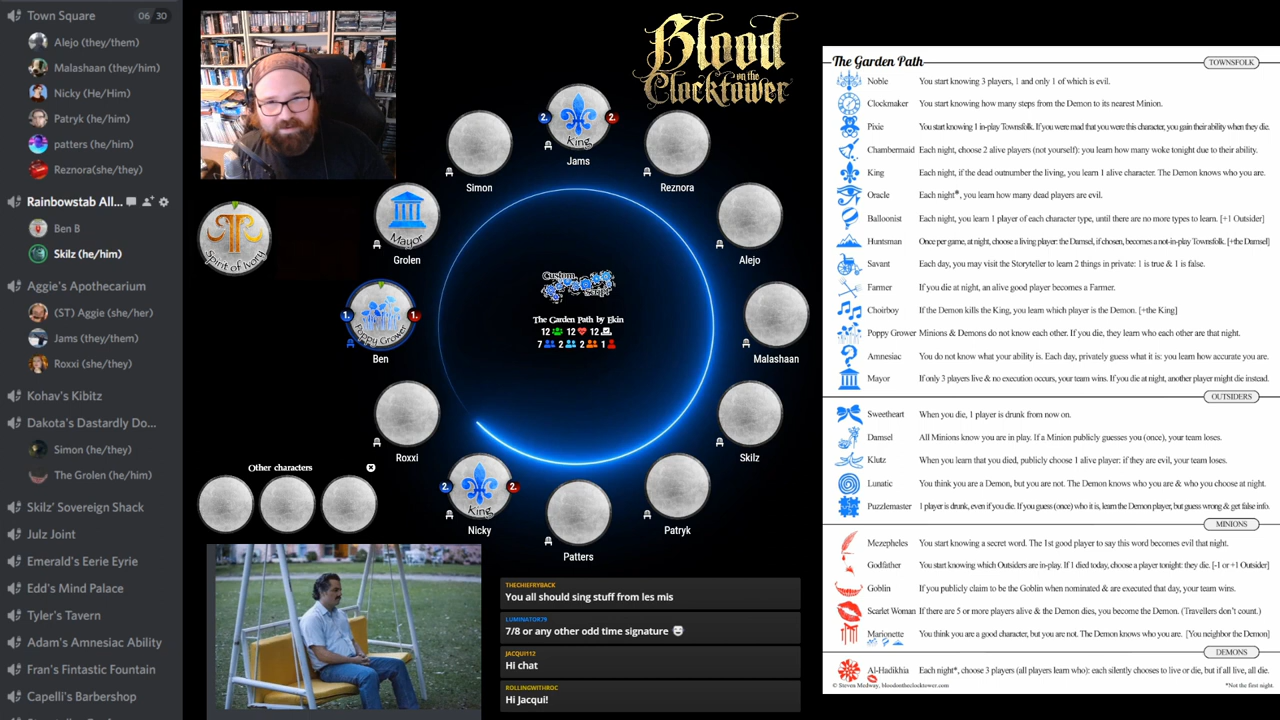 Town Square
06 30
Alejo (they/them)
Malashaan (they/him)
Nicky (He/Him)
Patryk (he/him)
patters (he/him)
Reznora(she/they)
Rainbowstab All...
Ben B
Skilz (he/him)
Aggie's Apothecarium
(ST) Aggie (she/her)
Jams (they/them)
Roxxi (she/they)
Kohav's Kibitz
Dakota's Dastardly Do...
Simon (he/they)
The Grolen (he/him)
Skilz' Sovereign Shack
Julz Joint
Emerald's Eerie Eyrie
Edd's Mind Palace
Tyler's Tavern
Adam's Amnesiac Ability
Fran's Fintastic Fountain
Capelli's Barbershop
Blood
on the
Clocktower
Spirit of Ivory
Simon
2.
King
2.
Jams
Reznora
Mayor
Grolen
Alejo
1.
Poppy Grower
1.
Ben
Malashaan
Roxxi
Skilz
2.
King
2.
Nicky
Patters
Patryk
Custom
Script
The Garden Path by Ekin
12 12 12
7 2 2 1
Other characters
THECHIEFRYBACK
You all should sing stuff from les mis
LUMINATOR79
7/8 or any other odd time signature
JACQUI112
Hi chat
ROLLINGWITHROC
Hi Jacqui!
The Garden Path
TOWNSFOLK
Noble You start knowing 3 players, 1 and only 1 of which is evil.
Clockmaker You start knowing how many steps from the Demon to its nearest Minion.
Pixie You start knowing 1 in-play Townsfolk. If you were mad that you were this character, you gain their ability when they die.
Chambermaid Each night, choose 2 alive players (not yourself): you learn how many woke tonight due to their ability.
King Each night, if the dead outnumber the living, you learn 1 alive character. The Demon knows who you are.
Oracle Each night*, you learn how many dead players are evil.
Balloonist Each night, you learn 1 player of each character type, until there are no more types to learn. [+1 Outsider]
Huntsman Once per game, at night, choose a living player: the Damsel, if chosen, becomes a not-in-play Townsfolk. [+the Damsel]
Savant Each day, you may visit the Storyteller to learn 2 things in private: 1 is true & 1 is false.
Farmer If you die at night, an alive good player becomes a Farmer.
Choirboy If the Demon kills the King, you learn which player is the Demon. [+the King]
Poppy Grower Minions & Demons do not know each other. If you die, they learn who each other are that night.
Amnesiac You do not know what your ability is. Each day, privately guess what it is: you learn how accurate you are.
Mayor If only 3 players live & no execution occurs, your team wins. If you die at night, another player might die instead.
OUTSIDERS
Sweetheart When you die, 1 player is drunk from now on.
Damsel All Minions know you are in play. If a Minion publicly guesses you (once), your team loses.
Klutz When you learn that you died, publicly choose 1 alive player: if they are evil, your team loses.
Lunatic You think you are a Demon, but you are not. The Demon knows who you are & who you choose at night.
Puzzlemaster 1 player is drunk, even if you die. If you guess (once) who it is, learn the Demon player, but guess wrong & get false info.
MINIONS
Mezepheles You start knowing a secret word. The 1st good player to say this word becomes evil that night.
Godfather You start knowing which Outsiders are in-play. If 1 died today, choose a player tonight: they die. [-1 or +1 Outsider]
Goblin If you publicly claim to be the Goblin when nominated & are executed that day, your team wins.
Scarlet Woman If there are 5 or more players alive & the Demon dies, you become the Demon. (Travellers don't count.)
Marionette You think you are a good character, but you are not. The Demon knows who you are. [You neighbor the Demon]
DEMONS
Al-Hadikhia Each night*, choose 3 players (all players learn who): each silently chooses to live or die, but if all live, all die.
© Steven Medway, bloodontheclocktower.com
*Not the first night.